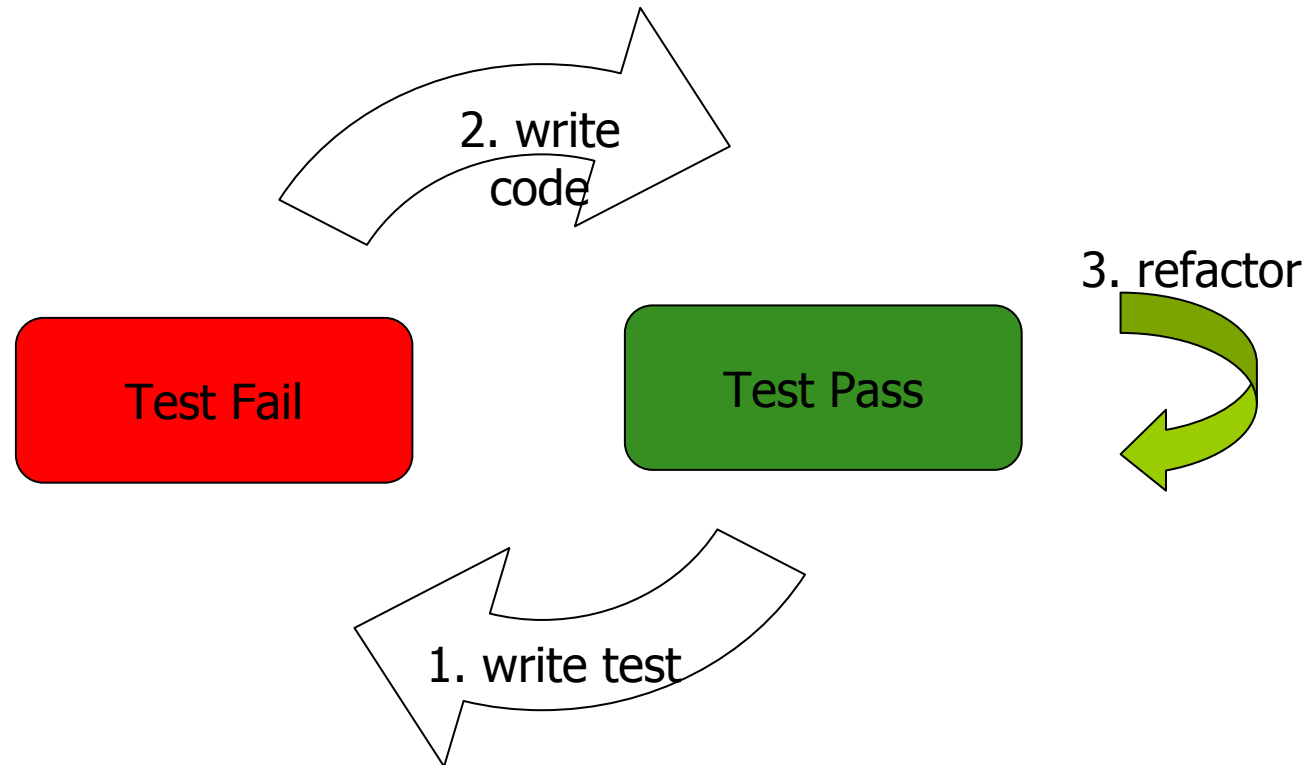 2. write
code
3. refactor
Test Fail
Test Pass
1. write test